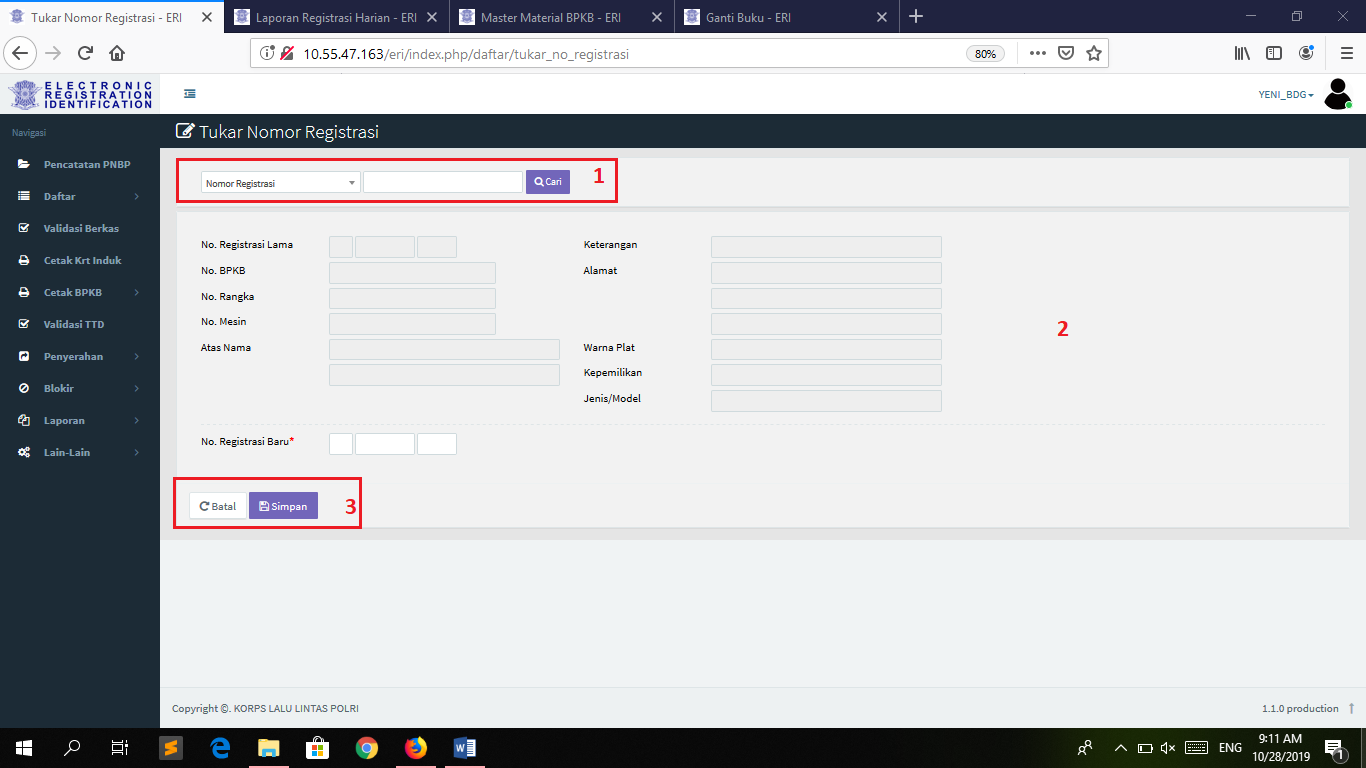 Tukar Nomor Registrasi - ERI
Laporan Registrasi Harian - ERI
Master Material BPKB - ERI
Ganti Buku - ERI
10.55.47.163/eri/index.php/daftar/tukar_no_registrasi
80%
ELECTRONIC
REGISTRATION
IDENTIFICATION
YENI_BDG
Navigasi
Tukar Nomor Registrasi
Pencatatan PNBP
Daftar
Validasi Berkas
Cetak Krt Induk
Cetak BPKB
Validasi TTD
Penyerahan
Blokir
Laporan
Lain-Lain
Nomor Registrasi
Cari
1
No. Registrasi Lama
Keterangan
No. BPKB
Alamat
No. Rangka
No. Mesin
2
Atas Nama
Warna Plat
Kepemilikan
Jenis/Model
No. Registrasi Baru*
Batal
Simpan
3
Copyright ©. KORPS LALU LINTAS POLRI
1.1.0 production
ENG
9:11 AM
10/28/2019
1